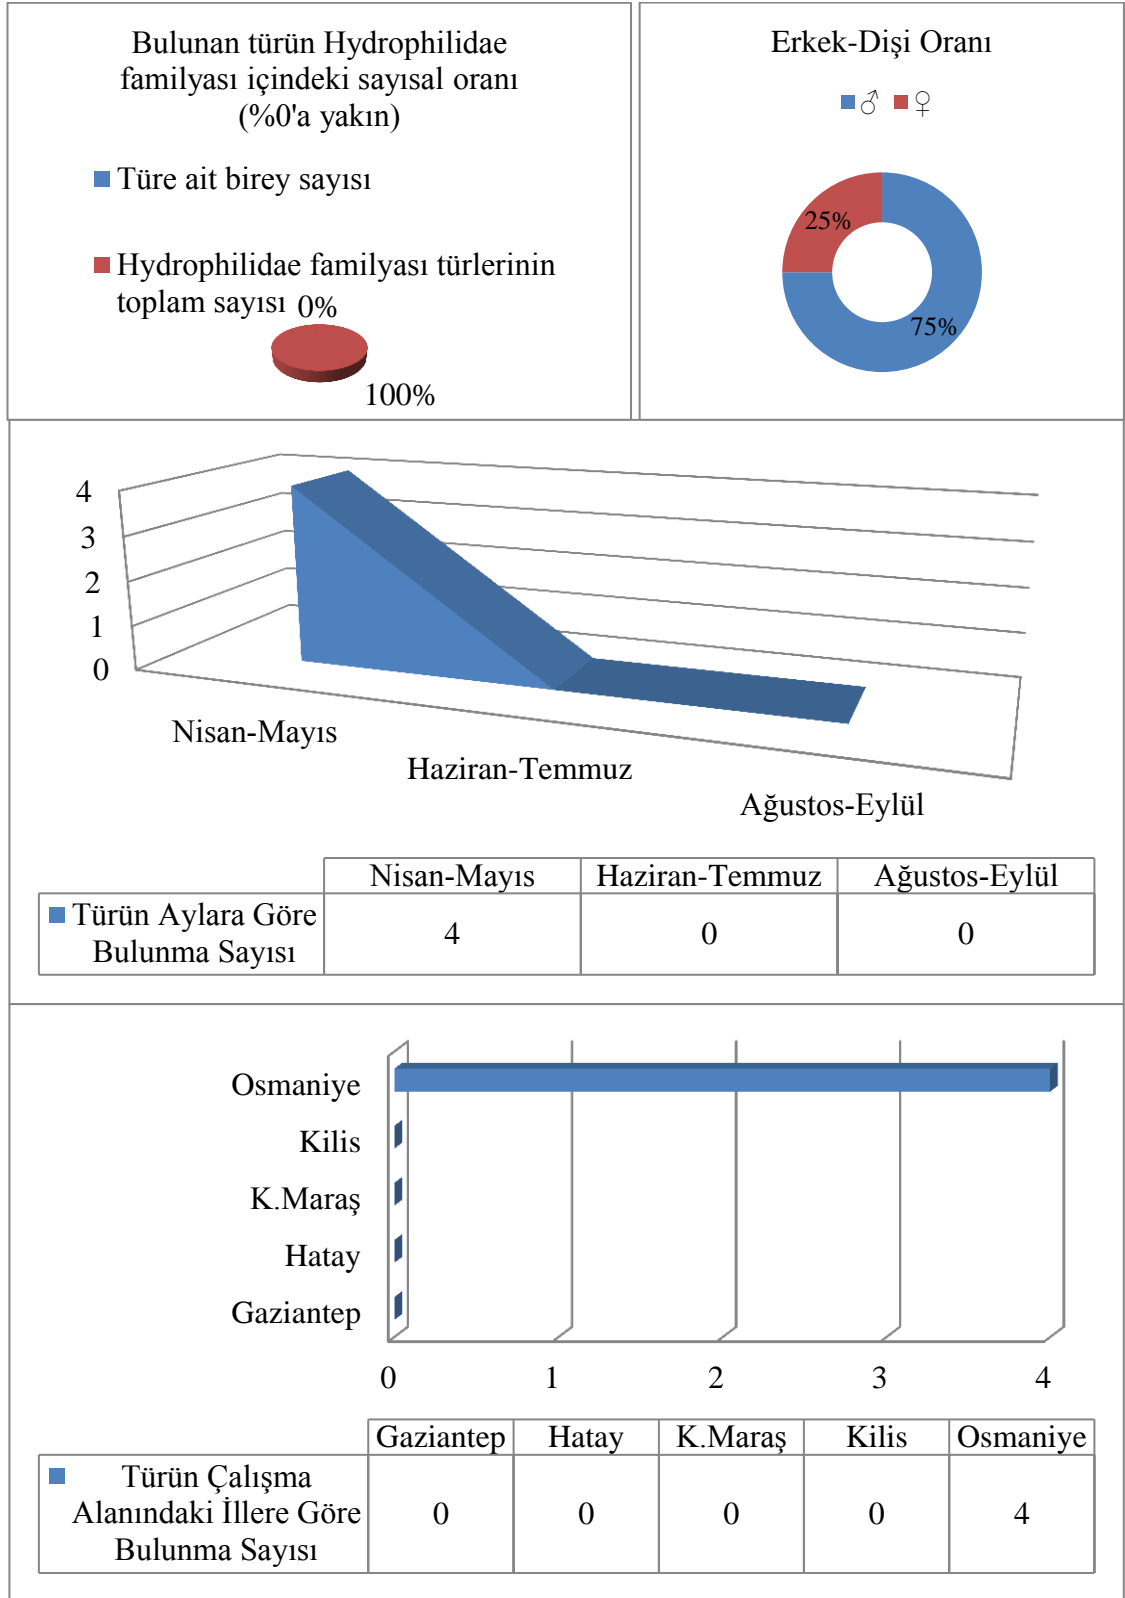 Bulunan türün Hydrophilidae
familyası içindeki sayısal oranı
(%0'a yakın)
Türe ait birey sayısı
Hydrophilidae familyası türlerinin
toplam sayısı
0%
100%
Erkek-Dişi Oranı
♂ ♀
25%
75%
4
3
2
1
0
Nisan-Mayıs
Haziran-Temmuz
Ağustos-Eylül
Nisan-Mayıs Haziran-Temmuz Ağustos-Eylül
Türün Aylara Göre
Bulunma Sayısı
4 0 0
Osmaniye
Kilis
K.Maraş
Hatay
Gaziantep
0 1 2 3 4
Gaziantep Hatay K.Maraş Kilis Osmaniye
Türün Çalışma
Alanındaki İllere Göre
Bulunma Sayısı
0 0 0 0 4